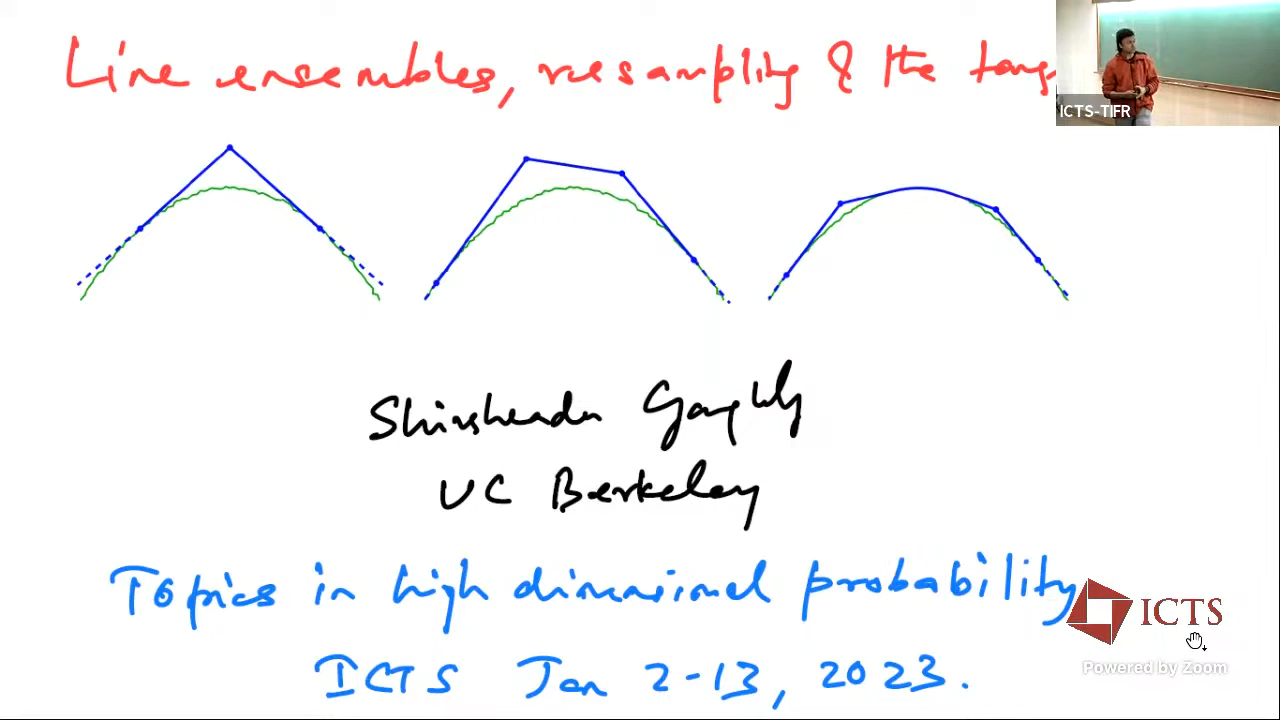 Line ensembles, resampling & the tang
ICTS-TIFR
Shirshendu Ganguly
UC Berkeley
Topics in high dimensional probability
ICTS Jan 2-13, 2023.
ICTS
Powered by Zoom